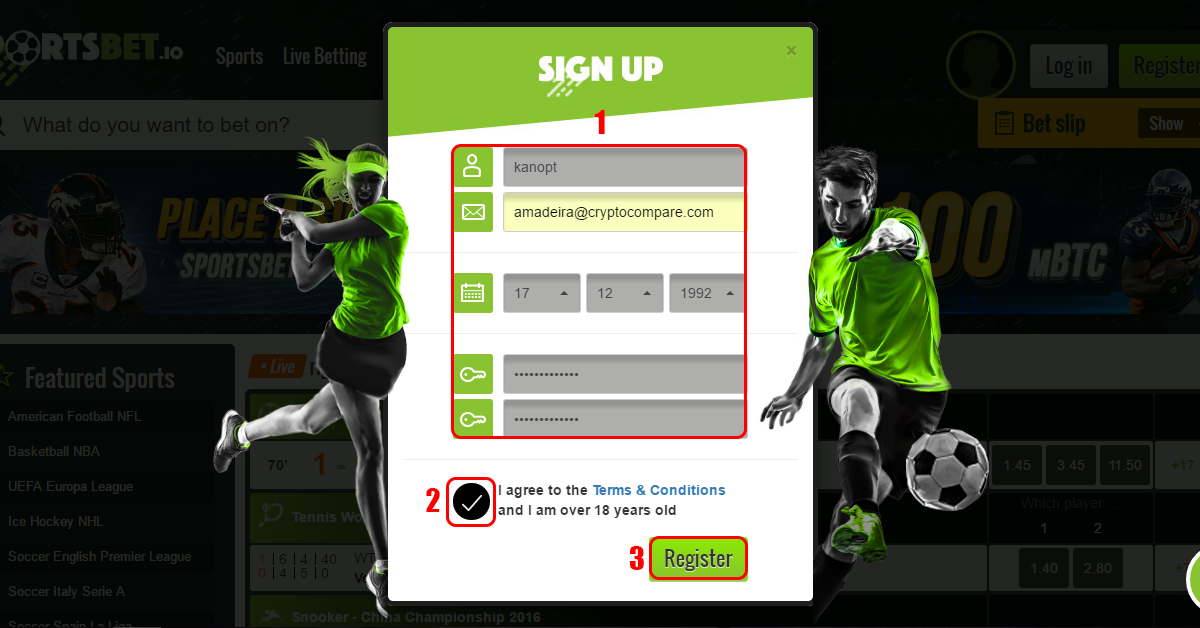 SPORTSBET.IO
Sports
Live Betting
Log in
Register
What do you want to bet on?
Bet slip
Show
SIGN UP
×
1
kanopt
amadeira@cryptocompare.com
17
12
1992
•••••••••••••
•••••••••••••
2
I agree to the Terms & Conditions
and I am over 18 years old
3
Register
PLACE
SPORTSBET
100
mBTC
Featured Sports
American Football NFL
Basketball NBA
UEFA Europa League
Ice Hockey NHL
Soccer English Premier League
Soccer Italy Serie A
Soccer Spain La Liga
• Live
70'
1 -
1.45
3.45
11.50
+17
Tennis
Which player ...
1
2
1 | 6 | 4 | 40
0 | 4 | 5 | 0
1.40
2.80
Snooker - China Championship 2016